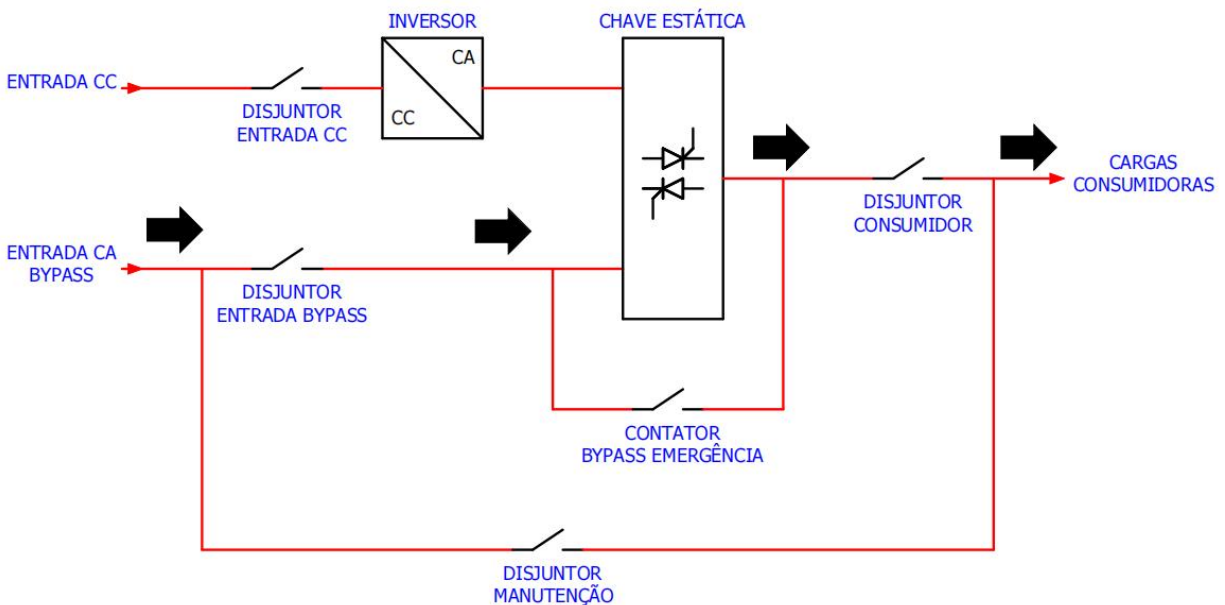 INVERSOR
CHAVE ESTÁTICA
ENTRADA CC
DISJUNTOR
ENTRADA CC
CA
CC
CARGAS
CONSUMIDORAS
DISJUNTOR
CONSUMIDOR
ENTRADA CA
BYPASS
DISJUNTOR
ENTRADA BYPASS
CONTATOR
BYPASS EMERGÊNCIA
DISJUNTOR
MANUTENÇÃO